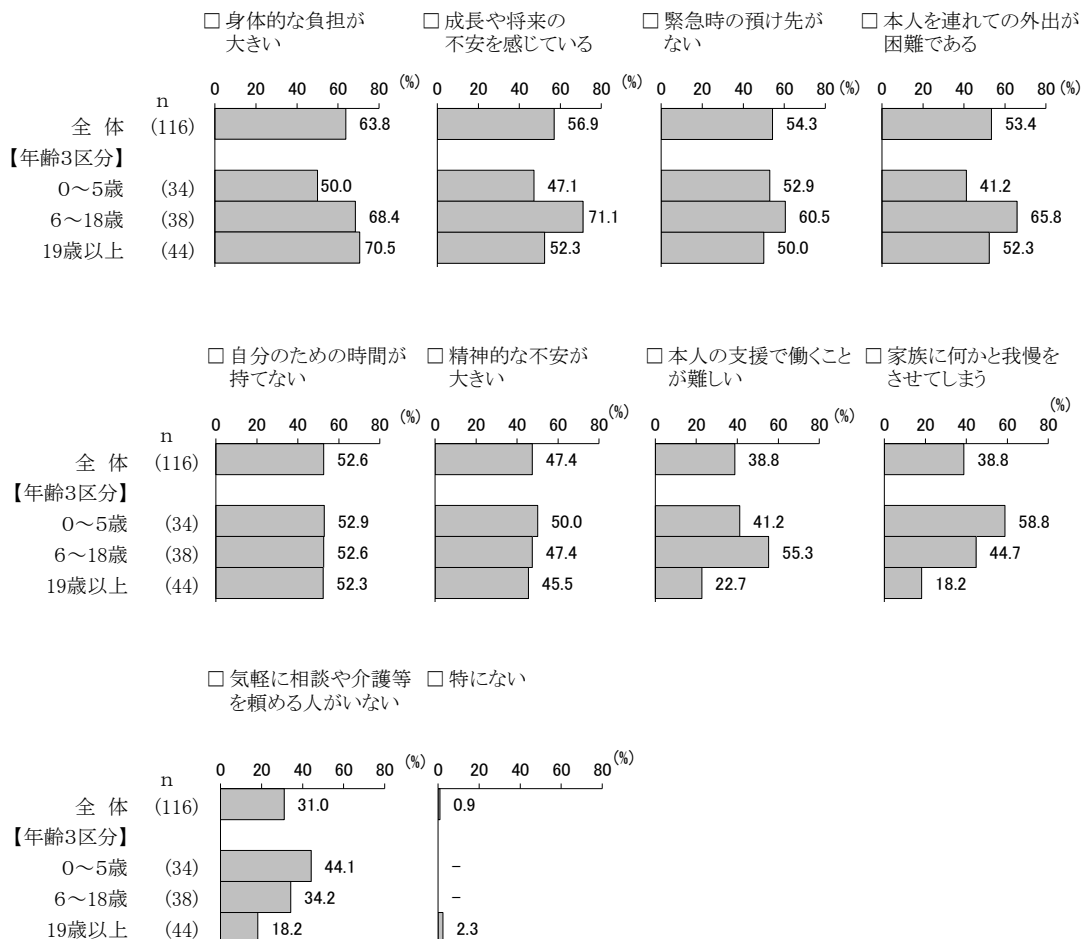 □ 身体的な負担が
大きい
□ 成長や将来の
不安を感じている
□ 緊急時の預け先が
ない
□ 本人を連れての外出が
困難である
0 20 40 60 80 (%) 0 20 40 60 80 (%) 0 20 40 60 80 (%) 0 20 40 60 80 (%)
n
全 体 (116) 63.8 56.9 54.3 53.4
【年齢3区分】
0～5歳 (34) 50.0 47.1 52.9 41.2
6～18歳 (38) 68.4 71.1 60.5 65.8
19歳以上 (44) 70.5 52.3 50.0 52.3
□ 自分のための時間が
持てない
□ 精神的な不安が
大きい
□ 本人の支援で働くこと
が難しい
□ 家族に何かと我慢を
させてしまう
0 20 40 60 80 (%) 0 20 40 60 80 (%) 0 20 40 60 80 (%) 0 20 40 60 80 (%)
n
全 体 (116) 52.6 47.4 38.8 38.8
【年齢3区分】
0～5歳 (34) 52.9 50.0 41.2 58.8
6～18歳 (38) 52.6 47.4 55.3 44.7
19歳以上 (44) 52.3 45.5 22.7 18.2
□ 気軽に相談や介護等
を頼める人がいない
□ 特にない
0 20 40 60 80 (%) 0 20 40 60 80 (%)
n
全 体 (116) 31.0 0.9
【年齢3区分】
0～5歳 (34) 44.1 －
6～18歳 (38) 34.2 －
19歳以上 (44) 18.2 2.3